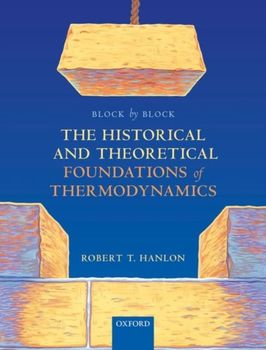 BLOCK by BLOCK
THE HISTORICAL
AND THEORETICAL
FOUNDATIONS of
THERMODYNAMICS
ROBERT T. HANLON
OXFORD